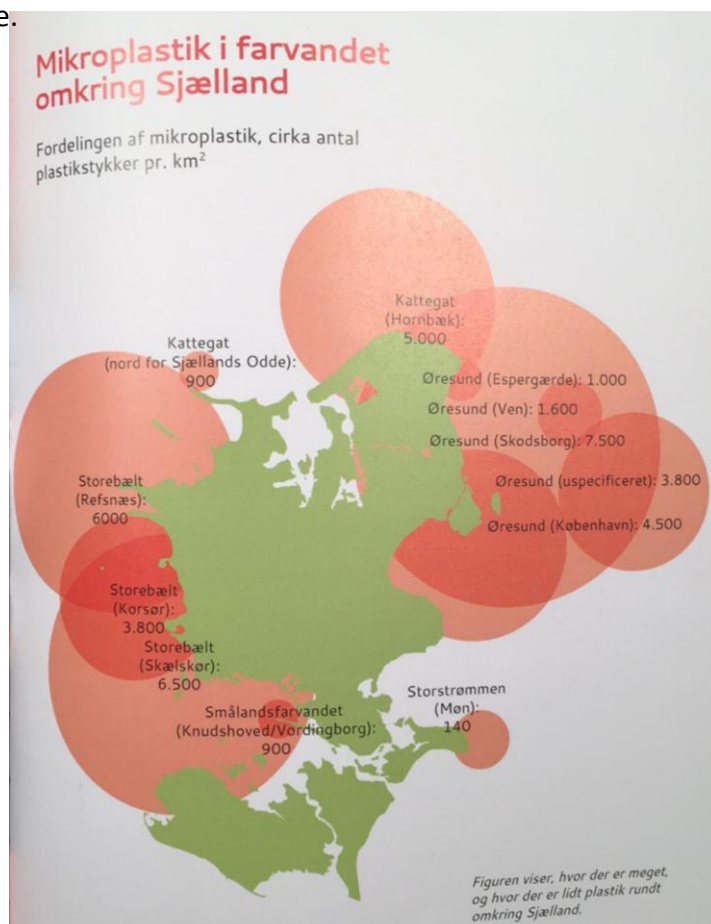 e.
Mikroplastik i farvandet
omkring Sjælland
Fordelingen af mikroplastik, cirka antal
plastikstykker pr. km²
Kattegat
(Hornbæk):
5.000
Kattegat
(nord for Sjællands Odde):
900
Øresund (Espergærde): 1.000
Øresund (Ven): 1.600
Øresund (Skodsborg): 7.500
Øresund (uspecificeret): 3.800
Øresund (København): 4.500
Storebælt
(Refsnæs):
6000
Storebælt
(Korsør):
3.800
Storebælt
(Skælskør):
6.500
Smålandsfarvandet
(Knudshoved/Vordingborg):
900
Storstrømmen
(Møn):
140
Figuren viser, hvor der er meget,
og hvor der er lidt plastik rundt
omkring Sjælland.